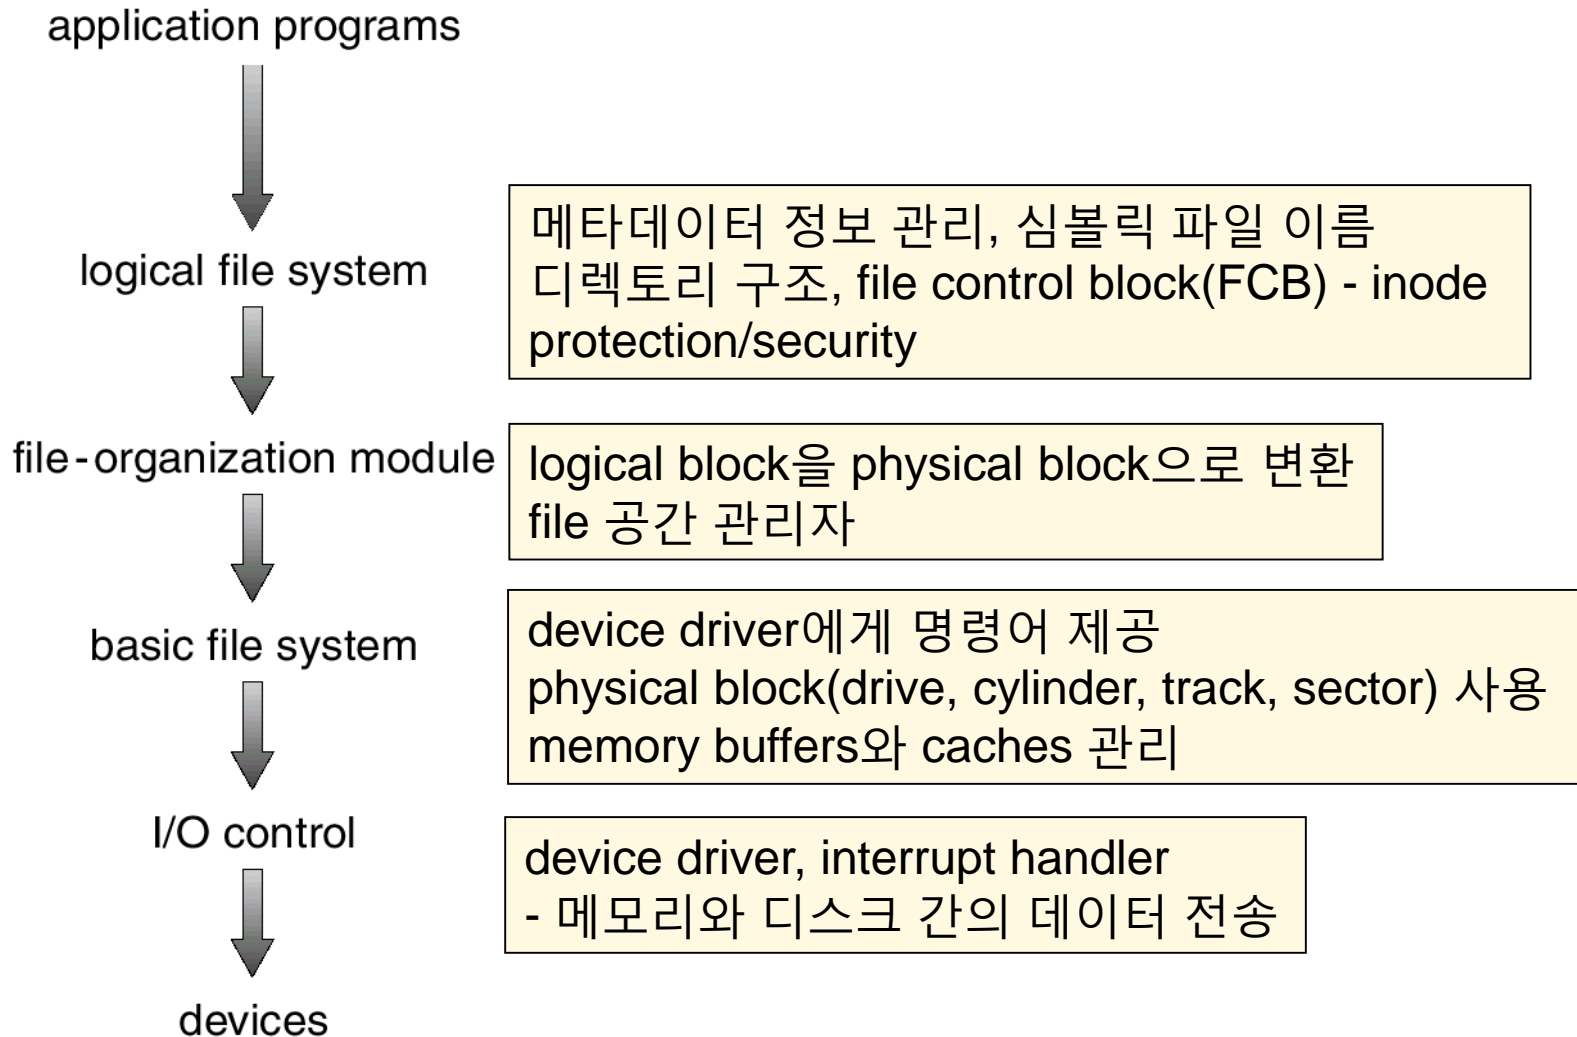 application programs
logical file system
메타데이터 정보 관리, 심볼릭 파일 이름
디렉토리 구조, file control block(FCB) - inode
protection/security
file-organization module
logical block을 physical block으로 변환
file 공간 관리자
basic file system
device driver에게 명령어 제공
physical block(drive, cylinder, track, sector) 사용
memory buffers와 caches 관리
I/O control
device driver, interrupt handler
- 메모리와 디스크 간의 데이터 전송
devices